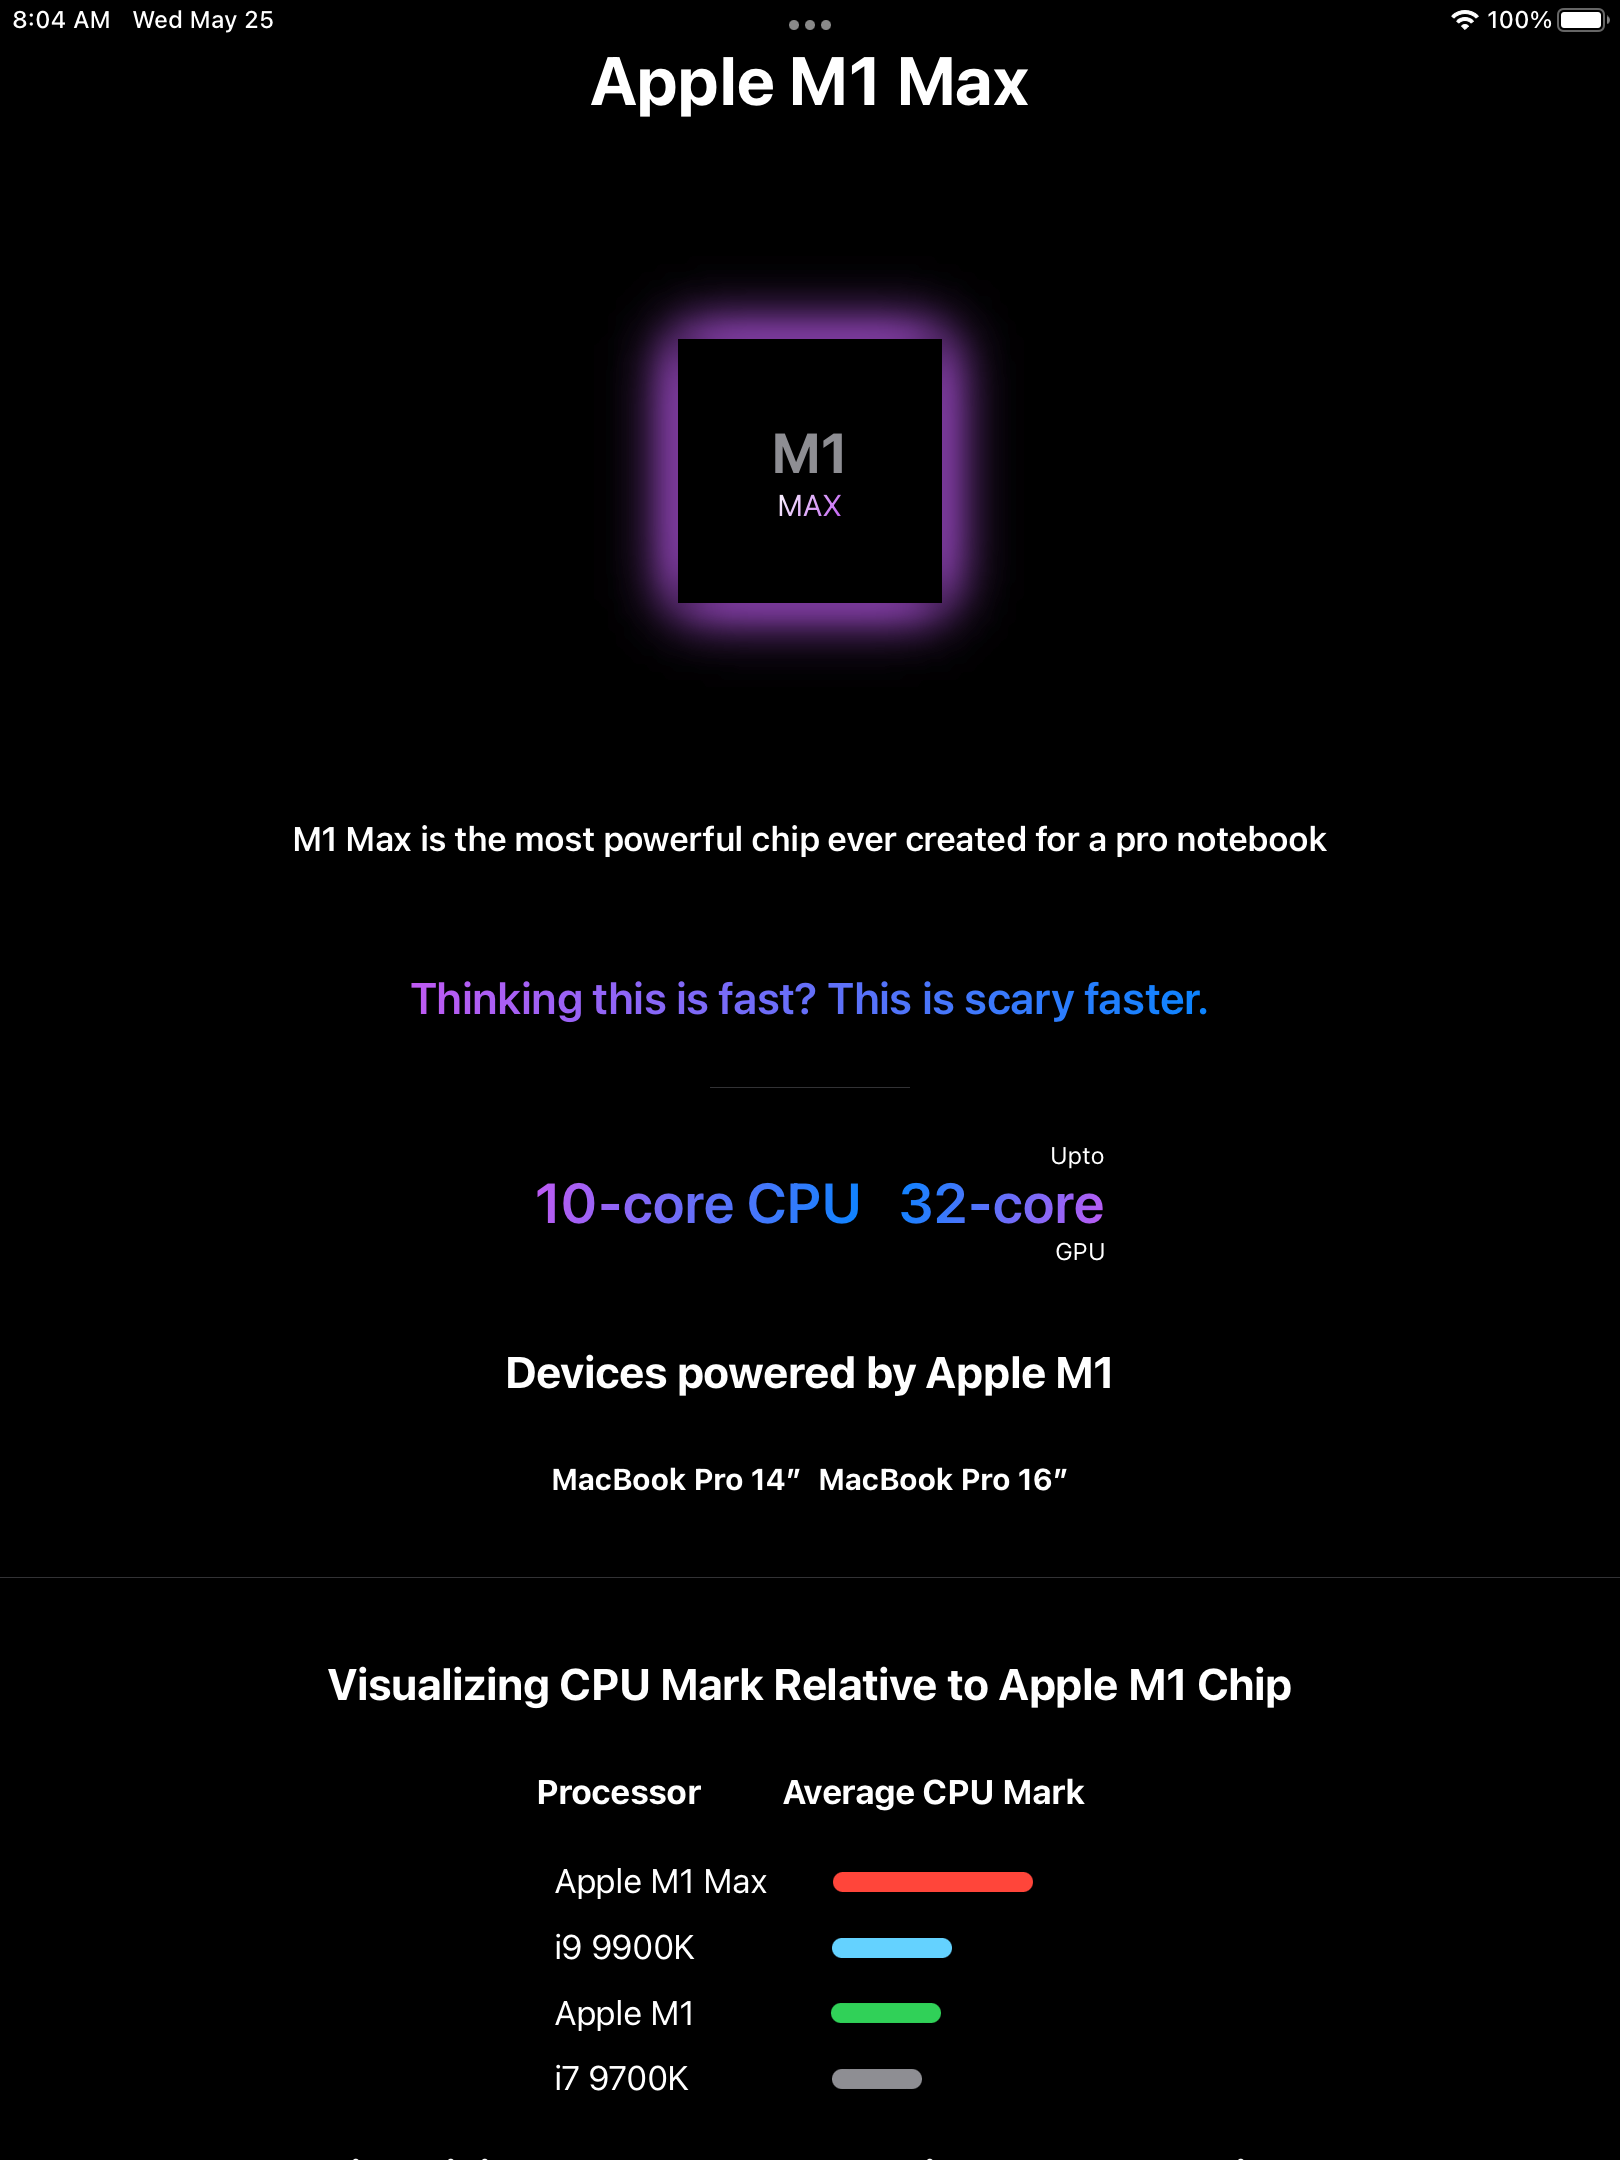 8:04 AM Wed May 25
100%
Apple M1 Max
M1
MAX
M1 Max is the most powerful chip ever created for a pro notebook
Thinking this is fast? This is scary faster.
Upto
10-core CPU 32-core
GPU
Devices powered by Apple M1
MacBook Pro 14” MacBook Pro 16”
Visualizing CPU Mark Relative to Apple M1 Chip
Processor Average CPU Mark
Apple M1 Max
i9 9900K
Apple M1
i7 9700K